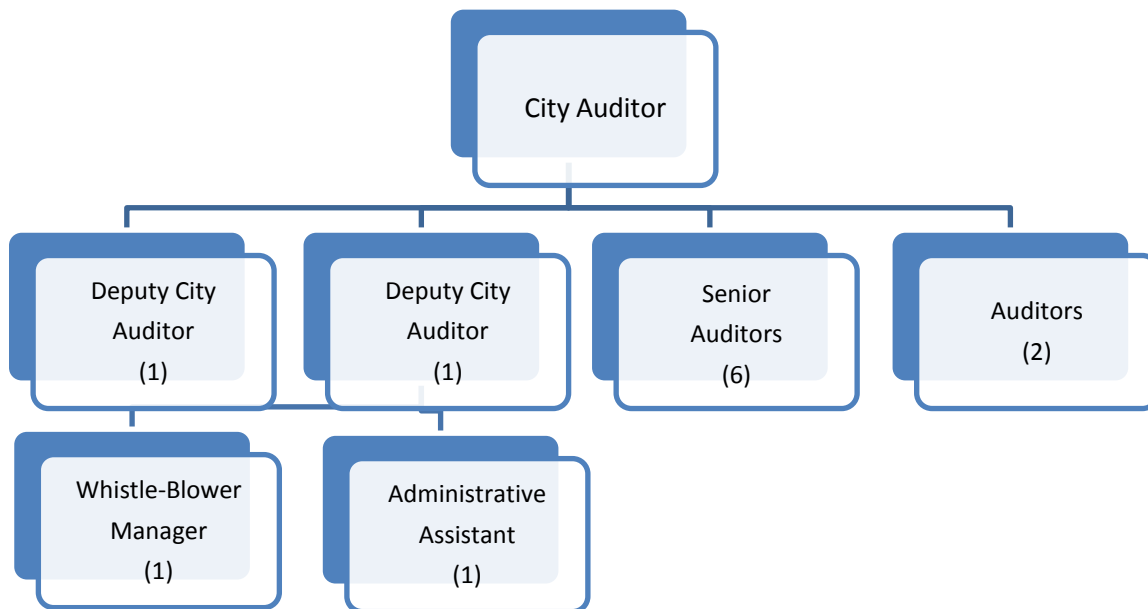 City Auditor
Deputy City
Auditor
(1)
Deputy City
Auditor
(1)
Senior
Auditors
(6)
Auditors
(2)
Whistle-Blower
Manager
(1)
Administrative
Assistant
(1)